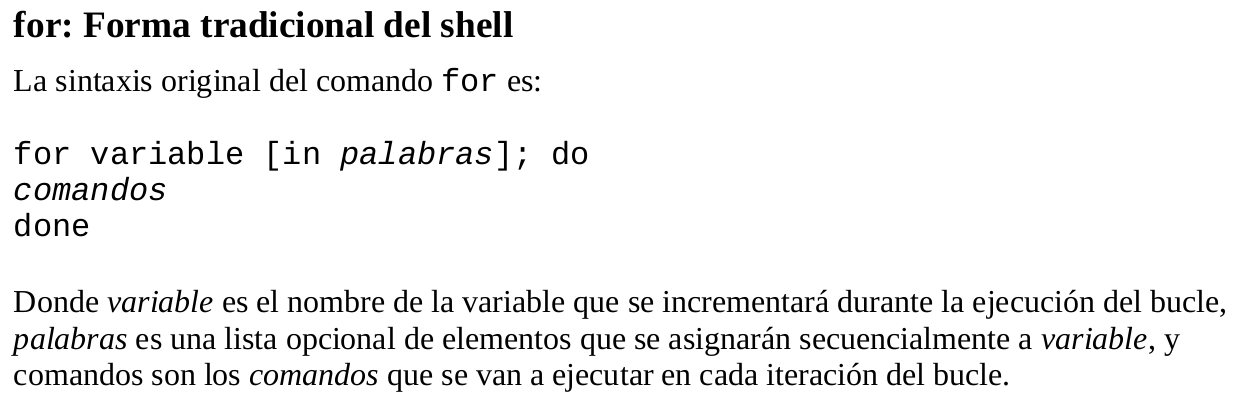 for: Forma tradicional del shell
La sintaxis original del comando for es:
for variable [in palabras]; do
comandos
done
Donde variable es el nombre de la variable que se incrementará durante la ejecución del bucle,
palabras es una lista opcional de elementos que se asignarán secuencialmente a variable, y
comandos son los comandos que se van a ejecutar en cada iteración del bucle.